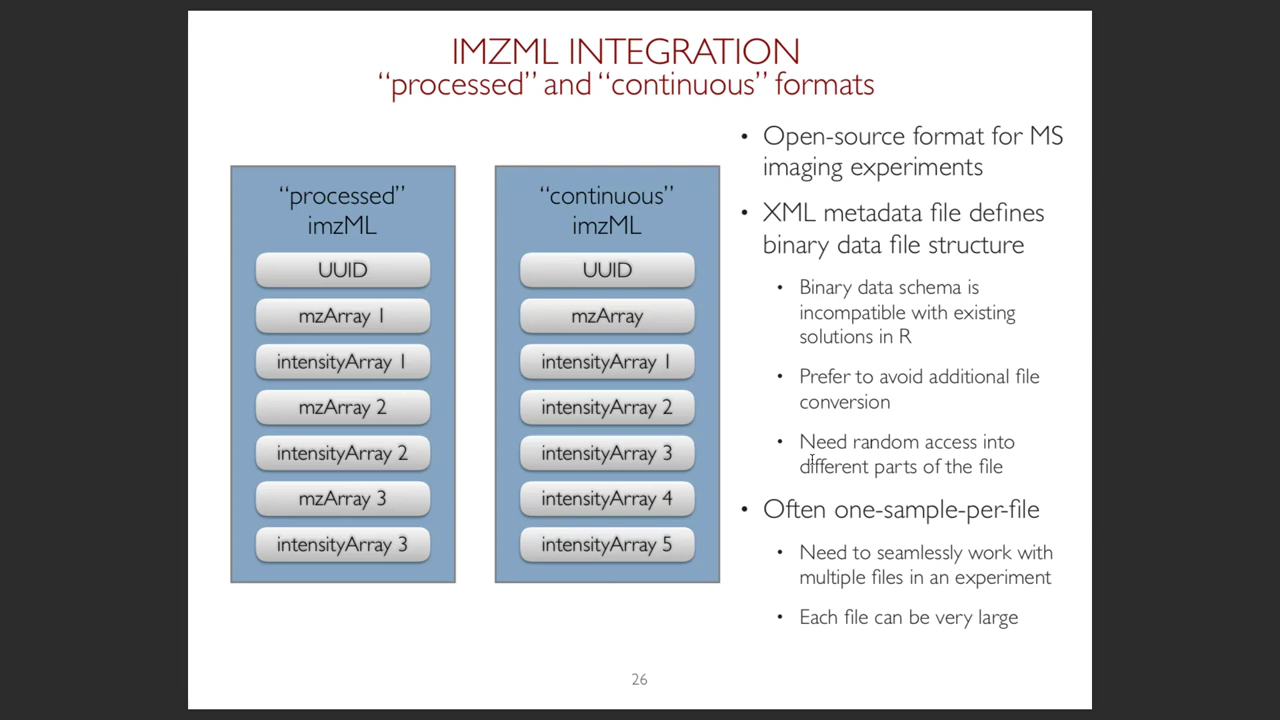 IMZML INTEGRATION
“processed” and “continuous” formats
“processed”
imzML
UUID
mzArray 1
intensityArray 1
mzArray 2
intensityArray 2
mzArray 3
intensityArray 3
“continuous”
imzML
UUID
mzArray
intensityArray 1
intensityArray 2
intensityArray 3
intensityArray 4
intensityArray 5
• Open-source format for MS
imaging experiments
• XML metadata file defines
binary data file structure
• Binary data schema is
incompatible with existing
solutions in R
• Prefer to avoid additional file
conversion
• Need random access into
different parts of the file
• Often one-sample-per-file
• Need to seamlessly work with
multiple files in an experiment
• Each file can be very large
26